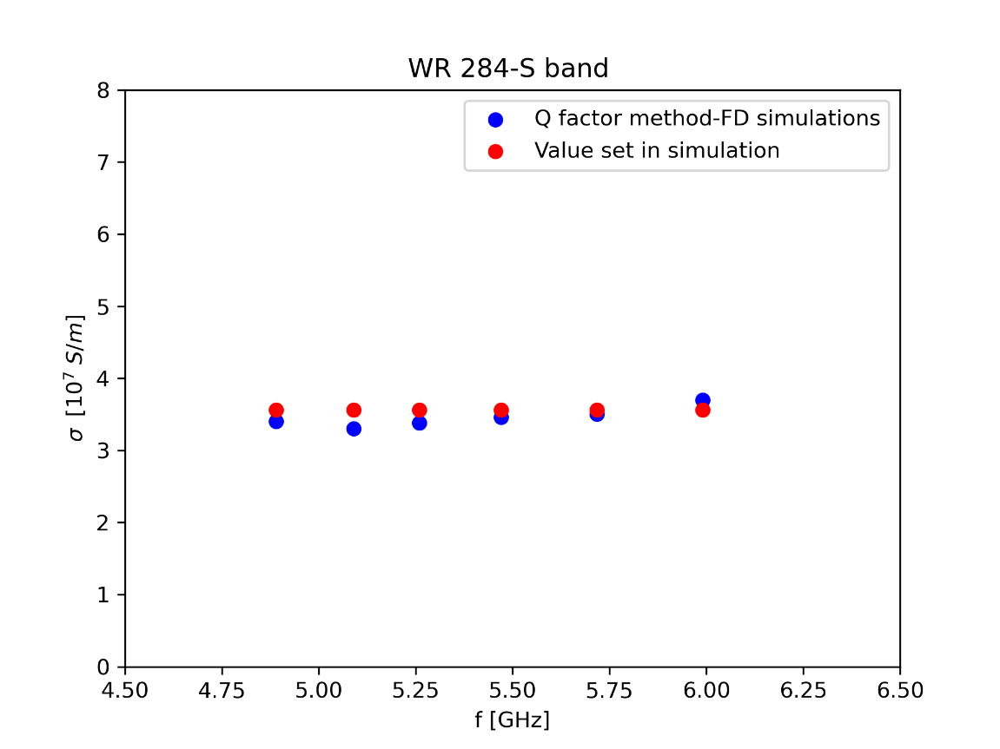 WR 284-S band
Q factor method-FD simulations
Value set in simulation
8
7
6
5
4
3
2
1
0
σ [10⁷ S/m]
4.50 4.75 5.00 5.25 5.50 5.75 6.00 6.25 6.50
f [GHz]